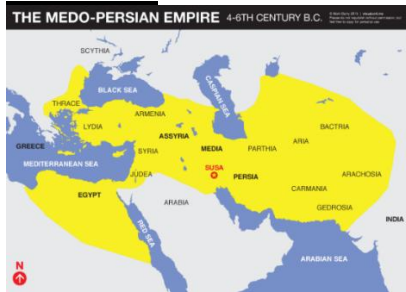 THE MEDO-PERSIAN EMPIRE 4-6TH CENTURY B.C.
SCYTHIA
BLACK SEA
CASPIAN SEA
THRACE
LYDIA
ARMENIA
BACTRIA
GREECE
ASSYRIA
MEDIA
PARTHIA
ARIA
MEDITERRANEAN SEA
SYRIA
SUSA
JUDEA
PERSIA
ARACHOSIA
EGYPT
ARABIA
CARMANIA
GEDROSIA
INDIA
RED SEA
ARABIAN SEA
N